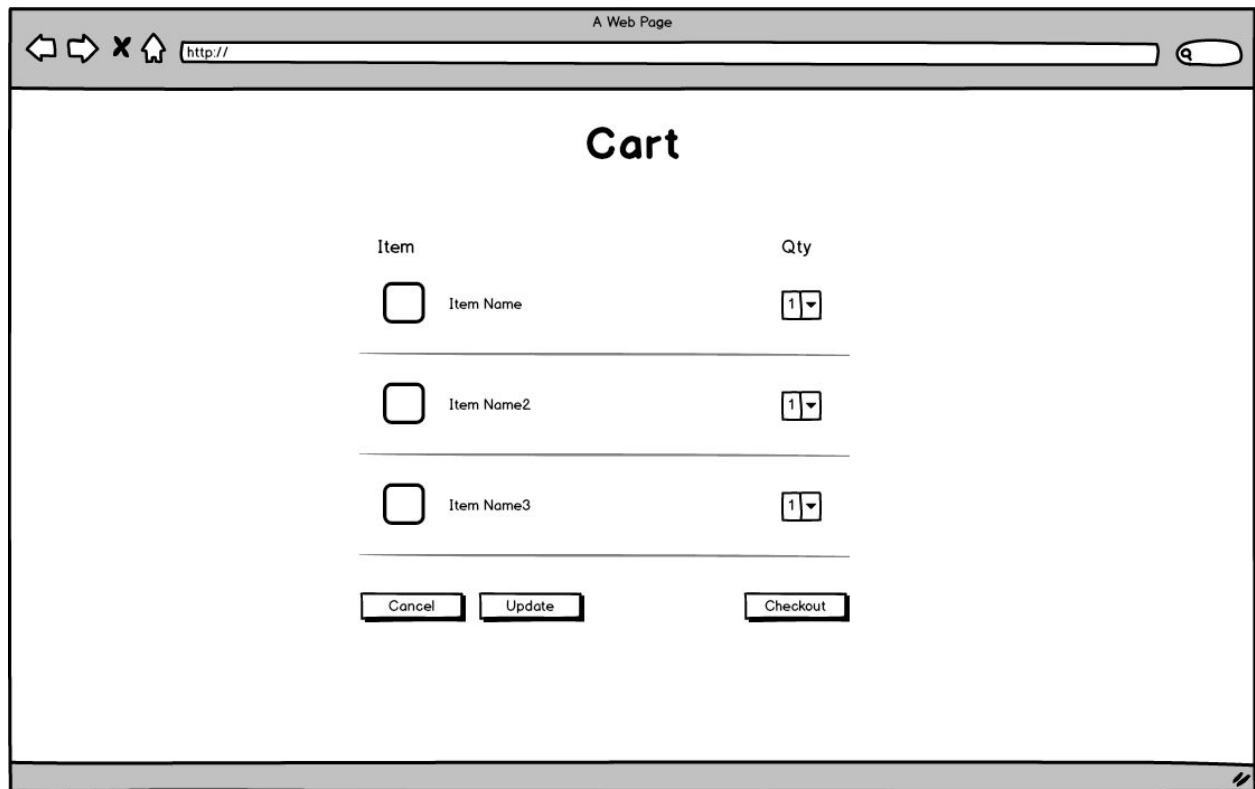 A Web Page
http://
Cart
Item Qty
Item Name 1
Item Name2 1
Item Name3 1
Cancel Update Checkout